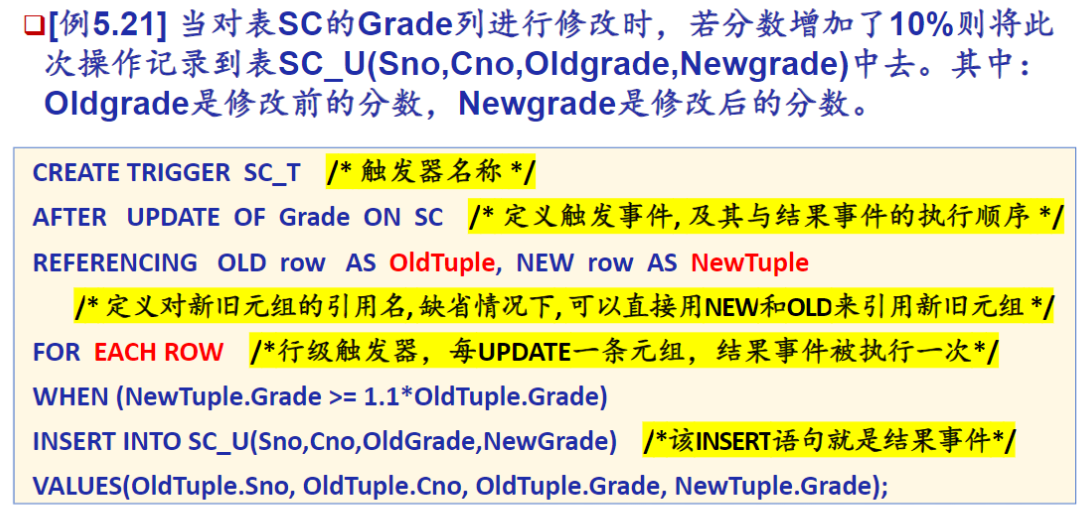 [例5.21] 当对表SC的Grade列进行修改时，若分数增加了10%则将此
次操作记录到表SC_U(Sno,Cno,Oldgrade,Newgrade)中去。其中：
Oldgrade是修改前的分数，Newgrade是修改后的分数。
CREATE TRIGGER SC_T /* 触发器名称 */
AFTER UPDATE OF Grade ON SC /* 定义触发事件, 及其与结果事件的执行顺序 */
REFERENCING OLD row AS OldTuple, NEW row AS NewTuple
/* 定义对新旧元组的引用名, 缺省情况下, 可以直接用NEW和OLD来引用新旧元组 */
FOR EACH ROW /*行级触发器，每UPDATE一条元组，结果事件被执行一次*/
WHEN (NewTuple.Grade >= 1.1*OldTuple.Grade)
INSERT INTO SC_U(Sno,Cno,OldGrade,NewGrade) /*该INSERT语句就是结果事件*/
VALUES(OldTuple.Sno, OldTuple.Cno, OldTuple.Grade, NewTuple.Grade);